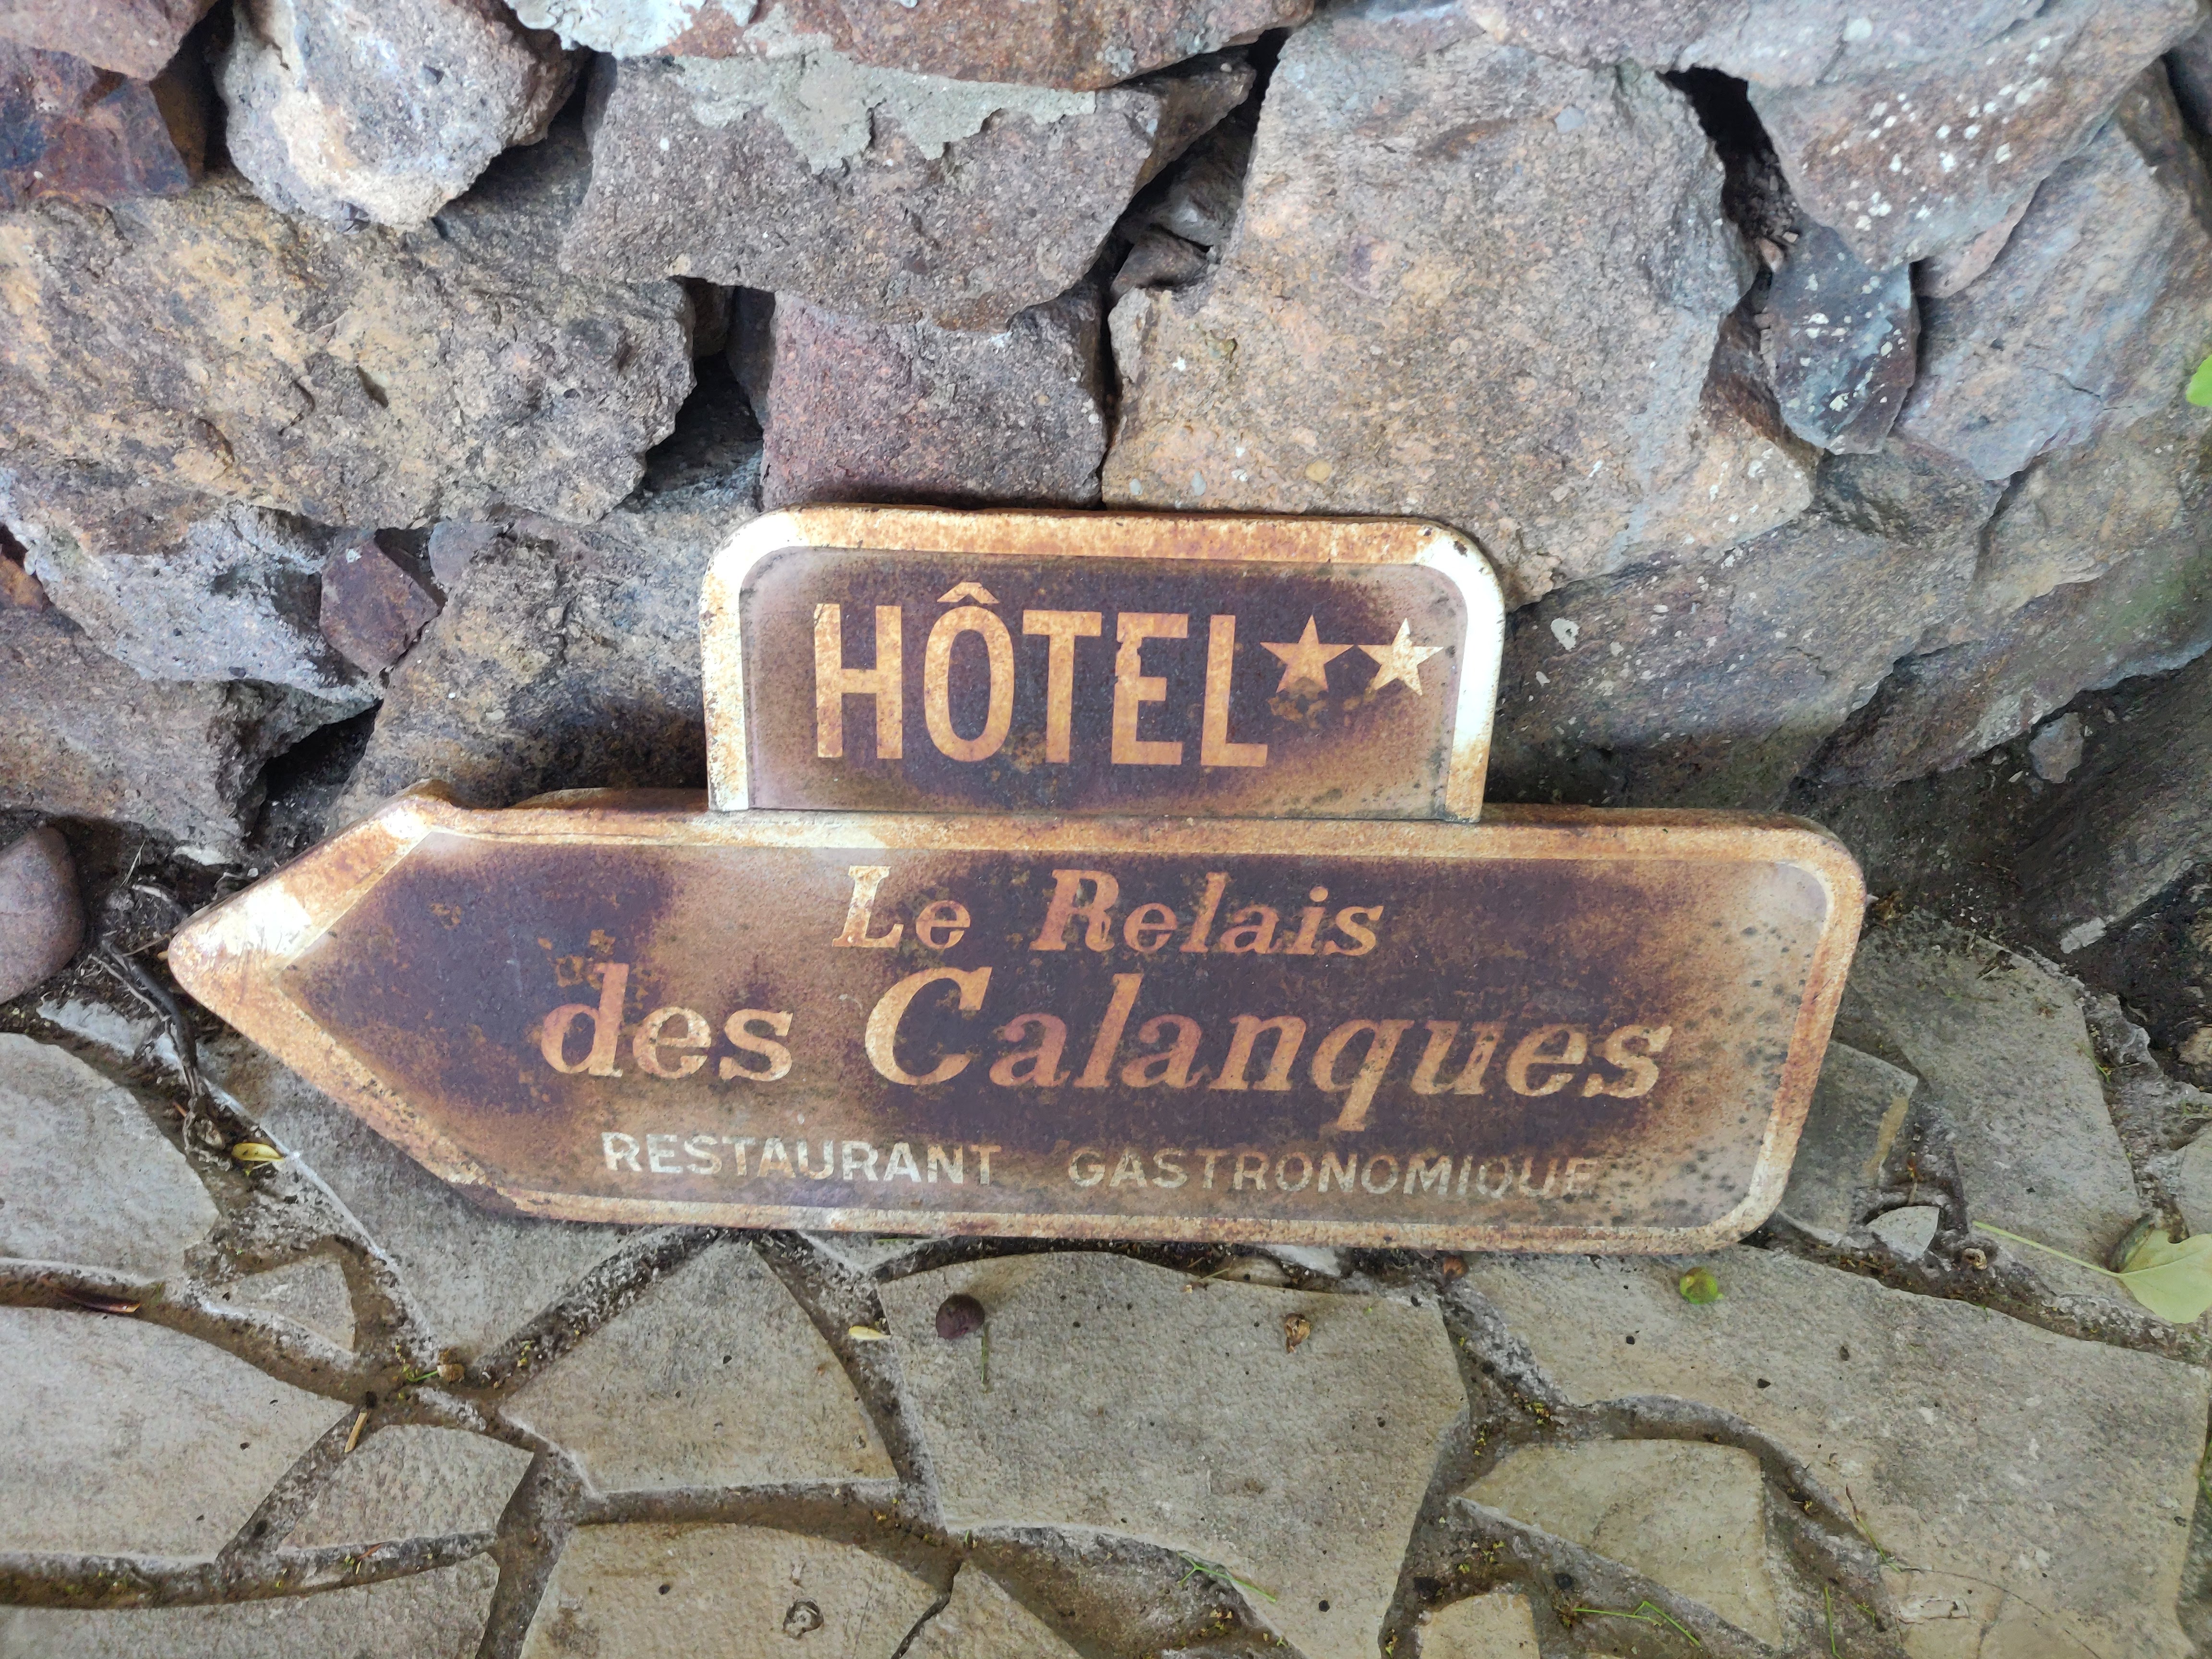 HÔTEL★★
Le Relais
des Calanques
RESTAURANT GASTRONOMIQUE